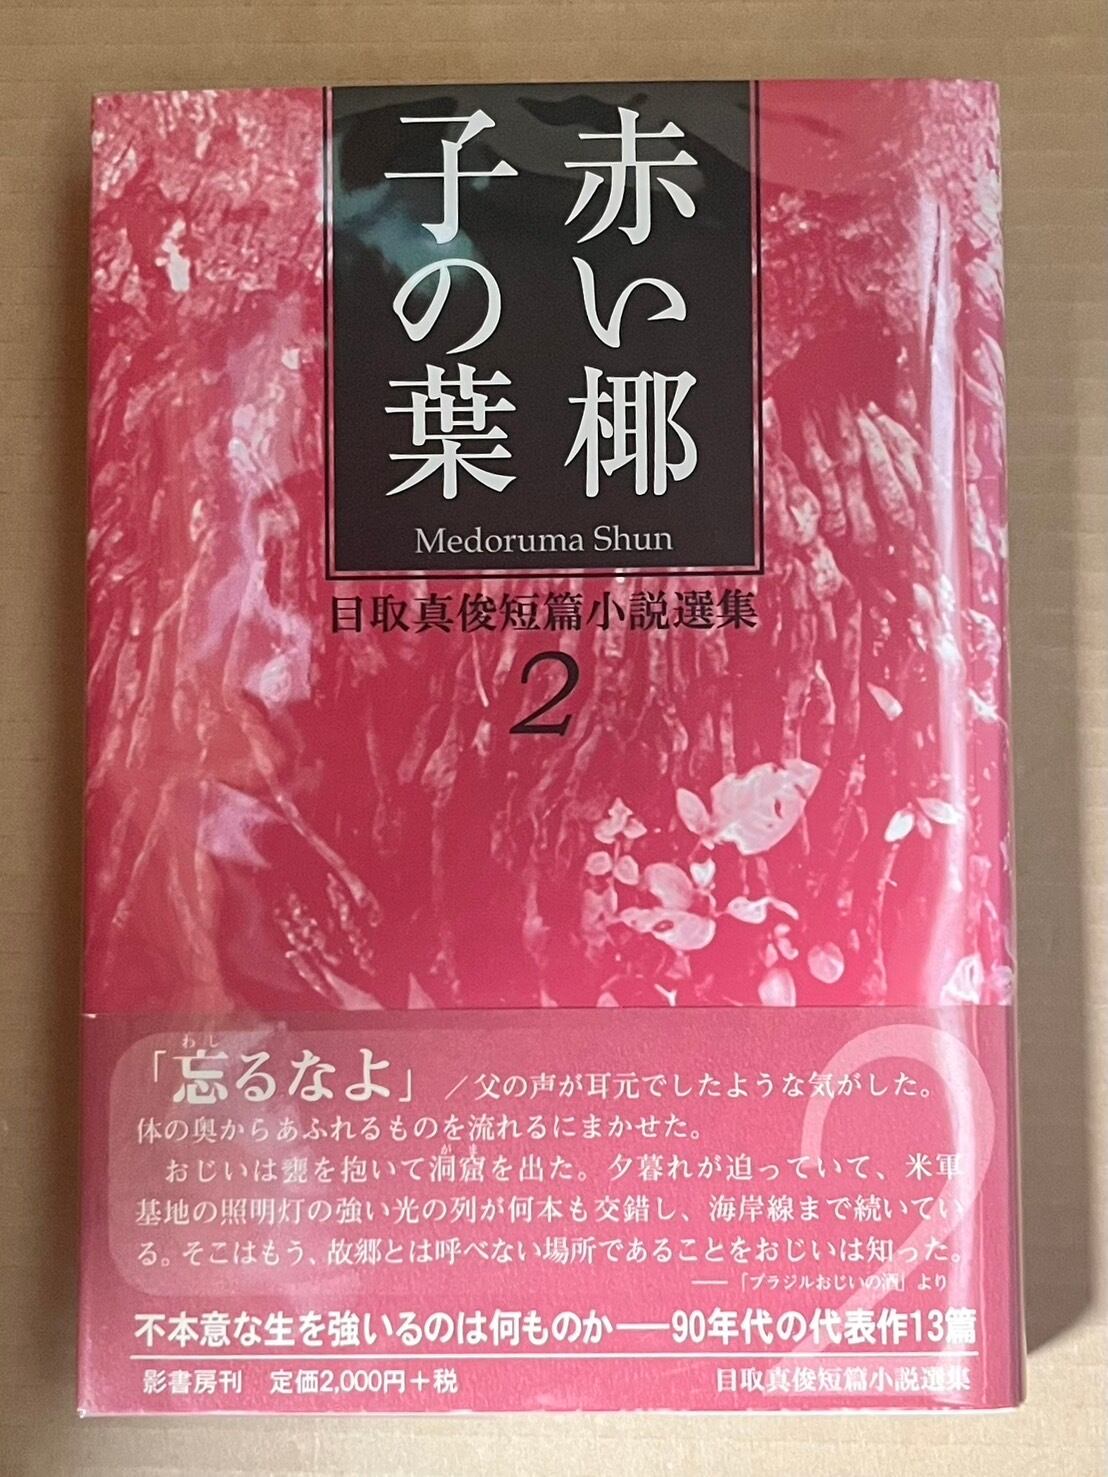 赤い椰
子の葉
Medoruma Shun
目取真俊短篇小説選集
2
「忘るなよ」／父の声が耳元でしたような気がした。
わし
体の奥からあふれるものを流れるにまかせた。
おじいは甕を抱いて洞窟を出た。夕暮れが迫っていて、米軍
がま
基地の照明灯の強い光の列が何本も交錯し、海岸線まで続いてい
る。そこはもう、故郷とは呼べない場所であることをおじいは知った。
――「ブラジルおじいの酒」より
不本意な生を強いるのは何ものか――90年代の代表作13篇
影書房刊 定価2,000円＋税
目取真俊短篇小説選集
2